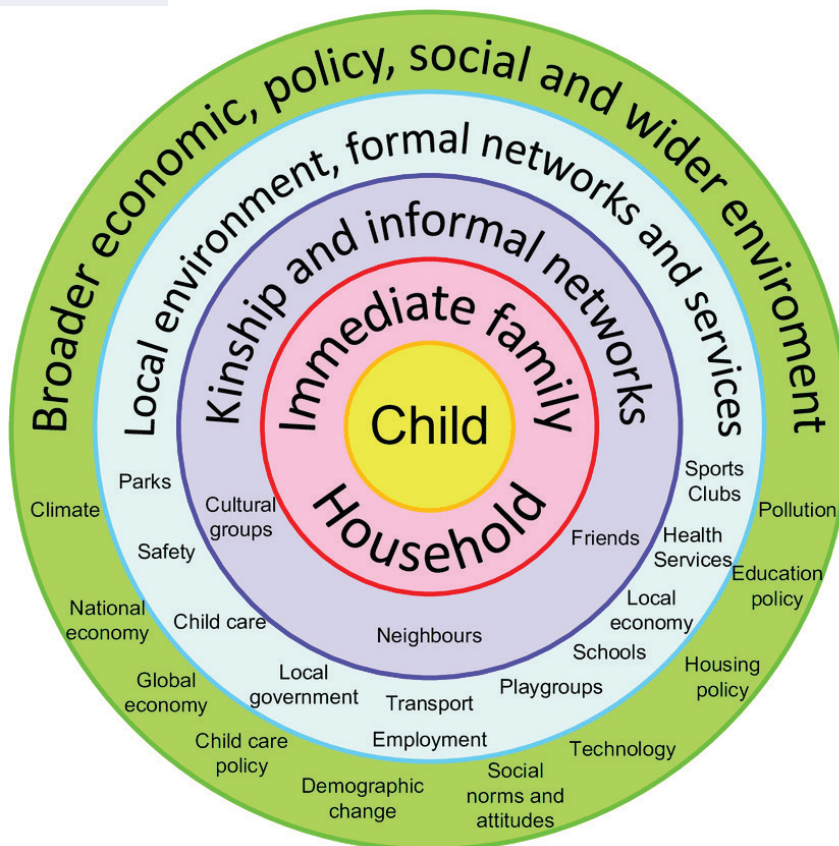 Broader economic, policy, social and wider enviroment
Local environment, formal networks and services
Kinship and informal networks
Immediate family
Child
Household
Climate
Parks
Cultural
groups
Friends
Sports
Clubs
Pollution
Safety
Health
Services
Education
policy
National
economy
Child care
Neighbours
Local
economy
Schools
Housing
policy
Global
economy
Local
government
Transport
Playgroups
Child care
policy
Employment
Technology
Demographic
change
Social
norms and
attitudes